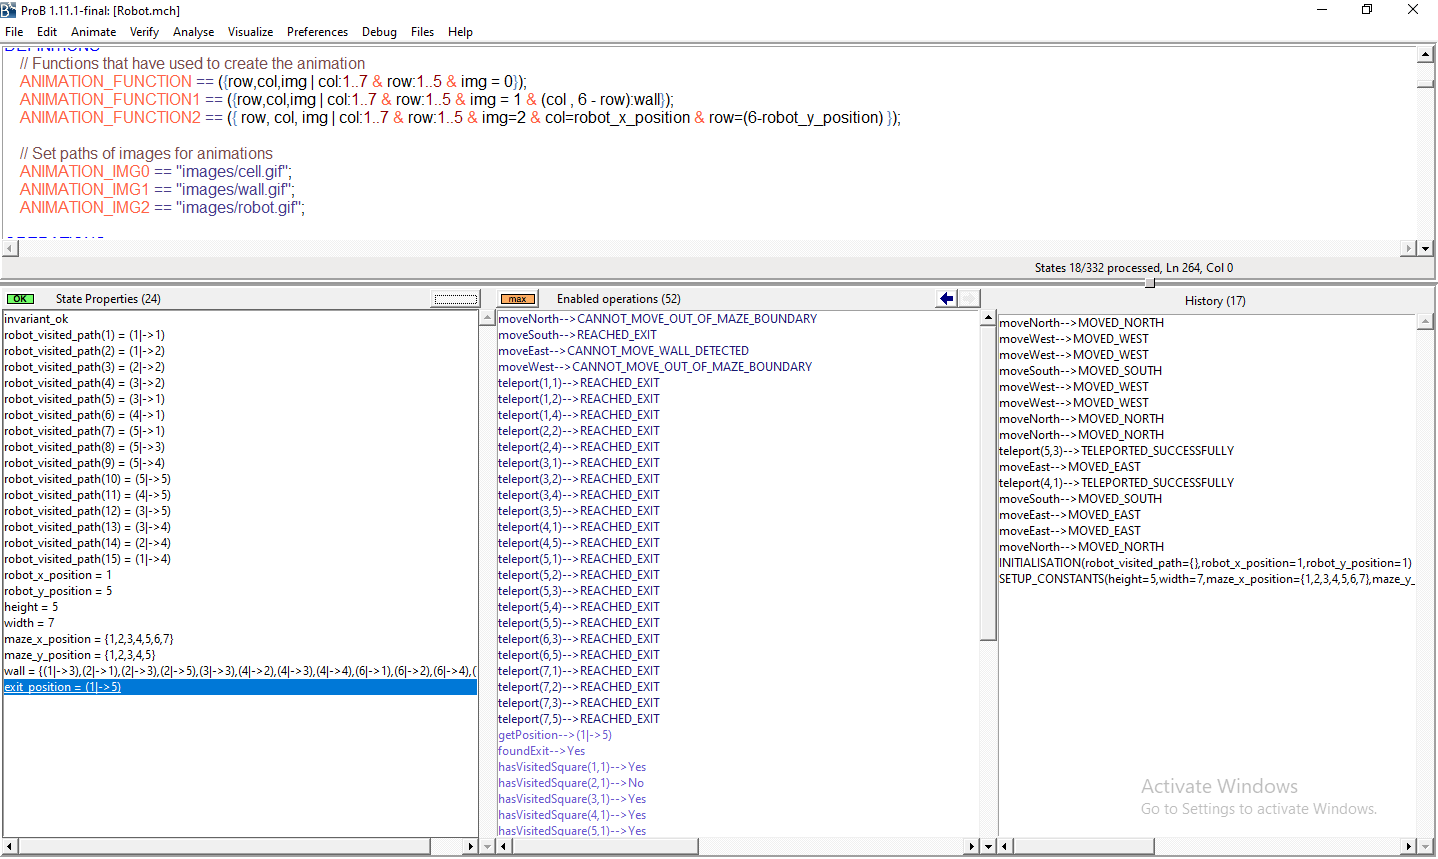 ProB 1.11.1-final: [Robot.mch]
File Edit Animate Verify Analyse Visualize Preferences Debug Files Help
// Functions that have used to create the animation
ANIMATION_FUNCTION == ({row,col,img | col:1..7 & row:1..5 & img = 0});
ANIMATION_FUNCTION1 == ({row,col,img | col:1..7 & row:1..5 & img = 1 & (col , 6 - row):wall});
ANIMATION_FUNCTION2 == ({ row, col, img | col:1..7 & row:1..5 & img=2 & col=robot_x_position & row=(6-robot_y_position) });
// Set paths of images for animations
ANIMATION_IMG0 == "images/cell.gif";
ANIMATION_IMG1 == "images/wall.gif";
ANIMATION_IMG2 == "images/robot.gif";
States 18/332 processed, Ln 264, Col 0
OK State Properties (24)
invariant_ok
robot_visited_path(1) = (1|->1)
robot_visited_path(2) = (1|->2)
robot_visited_path(3) = (2|->2)
robot_visited_path(4) = (3|->2)
robot_visited_path(5) = (3|->1)
robot_visited_path(6) = (4|->1)
robot_visited_path(7) = (5|->1)
robot_visited_path(8) = (5|->3)
robot_visited_path(9) = (5|->4)
robot_visited_path(10) = (5|->5)
robot_visited_path(11) = (4|->5)
robot_visited_path(12) = (3|->5)
robot_visited_path(13) = (3|->4)
robot_visited_path(14) = (2|->4)
robot_visited_path(15) = (1|->4)
robot_x_position = 1
robot_y_position = 5
height = 5
width = 7
maze_x_position = {1,2,3,4,5,6,7}
maze_y_position = {1,2,3,4,5}
wall = {(1|->3),(2|->1),(2|->3),(2|->5),(3|->3),(4|->2),(4|->3),(4|->4),(6|->1),(6|->2),(6|->4),(
exit_position = (1|->5)
max Enabled operations (52)
moveNorth-->CANNOT_MOVE_OUT_OF_MAZE_BOUNDARY
moveSouth-->REACHED_EXIT
moveEast-->CANNOT_MOVE_WALL_DETECTED
moveWest-->CANNOT_MOVE_OUT_OF_MAZE_BOUNDARY
teleport(1,1)-->REACHED_EXIT
teleport(1,2)-->REACHED_EXIT
teleport(1,4)-->REACHED_EXIT
teleport(2,2)-->REACHED_EXIT
teleport(2,4)-->REACHED_EXIT
teleport(3,1)-->REACHED_EXIT
teleport(3,2)-->REACHED_EXIT
teleport(3,4)-->REACHED_EXIT
teleport(3,5)-->REACHED_EXIT
teleport(4,1)-->REACHED_EXIT
teleport(4,5)-->REACHED_EXIT
teleport(5,1)-->REACHED_EXIT
teleport(5,2)-->REACHED_EXIT
teleport(5,3)-->REACHED_EXIT
teleport(5,4)-->REACHED_EXIT
teleport(5,5)-->REACHED_EXIT
teleport(6,3)-->REACHED_EXIT
teleport(6,5)-->REACHED_EXIT
teleport(7,1)-->REACHED_EXIT
teleport(7,2)-->REACHED_EXIT
teleport(7,3)-->REACHED_EXIT
teleport(7,5)-->REACHED_EXIT
getPosition-->(1|->5)
foundExit-->Yes
hasVisitedSquare(1,1)-->Yes
hasVisitedSquare(2,1)-->No
hasVisitedSquare(3,1)-->Yes
hasVisitedSquare(4,1)-->Yes
hasVisitedSquare(5,1)-->Yes
History (17)
moveNorth-->MOVED_NORTH
moveWest-->MOVED_WEST
moveWest-->MOVED_WEST
moveSouth-->MOVED_SOUTH
moveWest-->MOVED_WEST
moveWest-->MOVED_WEST
moveNorth-->MOVED_NORTH
moveNorth-->MOVED_NORTH
teleport(5,3)-->TELEPORTED_SUCCESSFULLY
moveEast-->MOVED_EAST
teleport(4,1)-->TELEPORTED_SUCCESSFULLY
moveSouth-->MOVED_SOUTH
moveEast-->MOVED_EAST
moveEast-->MOVED_EAST
moveNorth-->MOVED_NORTH
INITIALISATION(robot_visited_path={},robot_x_position=1,robot_y_position=1)
SETUP_CONSTANTS(height=5,width=7,maze_x_position={1,2,3,4,5,6,7},maze_y_
Activate Windows
Go to Settings to activate Windows.